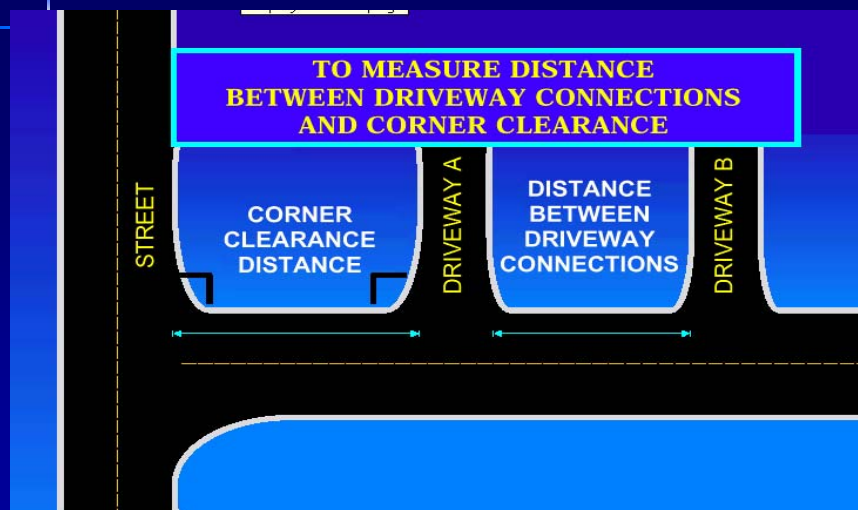 TO MEASURE DISTANCE
BETWEEN DRIVEWAY CONNECTIONS
AND CORNER CLEARANCE
STREET
CORNER
CLEARANCE
DISTANCE
DRIVEWAY A
DISTANCE
BETWEEN
DRIVEWAY
CONNECTIONS
DRIVEWAY B